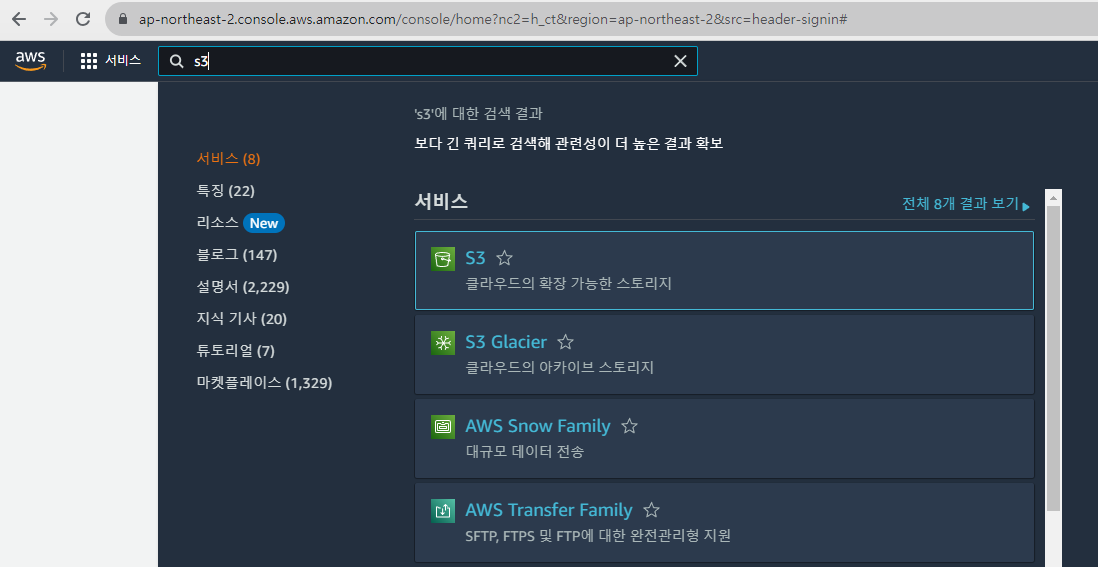 ap-northeast-2.console.aws.amazon.com/console/home?nc2=h_ct&region=ap-northeast-2&src=header-signin#
aws 서비스 s3
's3'에 대한 검색 결과
보다 긴 쿼리로 검색해 관련성이 더 높은 결과 확보
서비스 (8)
특징 (22)
리소스 New
블로그 (147)
설명서 (2,229)
지식 기사 (20)
튜토리얼 (7)
마켓플레이스 (1,329)
서비스 전체 8개 결과 보기
S3
클라우드의 확장 가능한 스토리지
S3 Glacier
클라우드의 아카이브 스토리지
AWS Snow Family
대규모 데이터 전송
AWS Transfer Family
SFTP, FTPS 및 FTP에 대한 완전관리형 지원